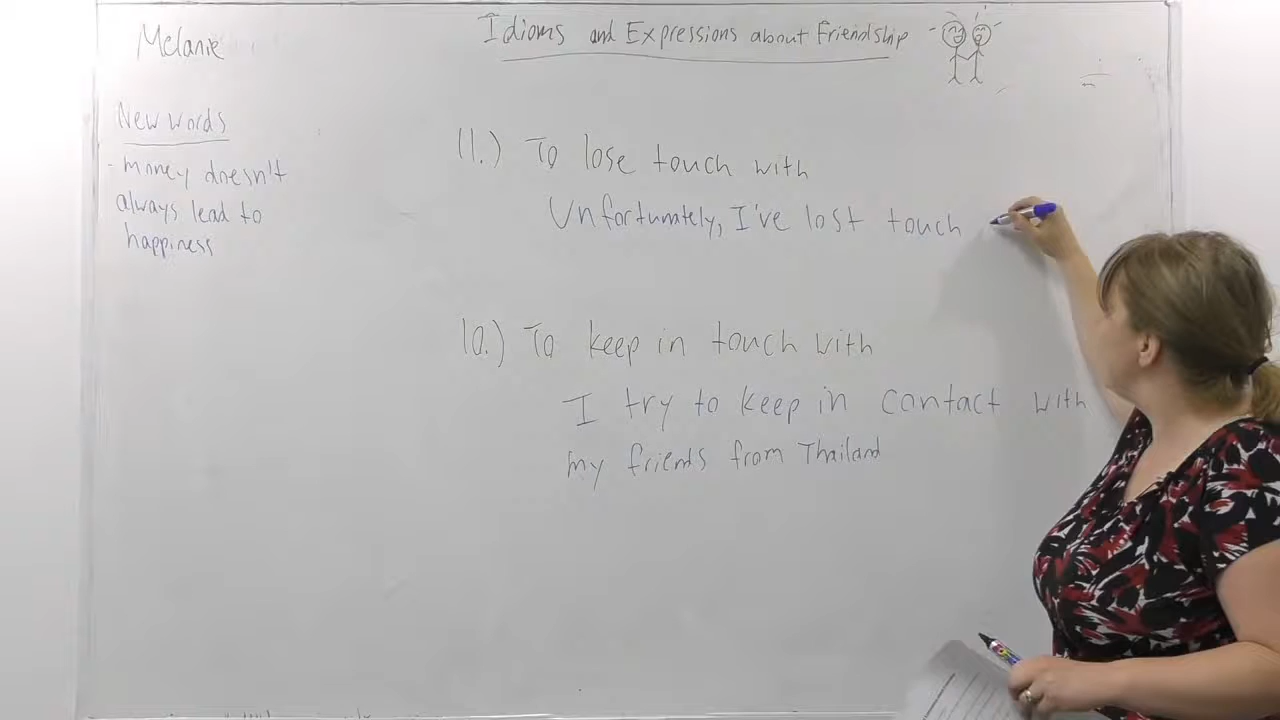 Melanie
Idioms and Expressions about Friendship
New words
- money doesn't
always lead to
happiness
11.) To lose touch with
Unfortunately, I've lost touch
10.) To keep in touch with
I try to keep in contact with
my friends from Thailand